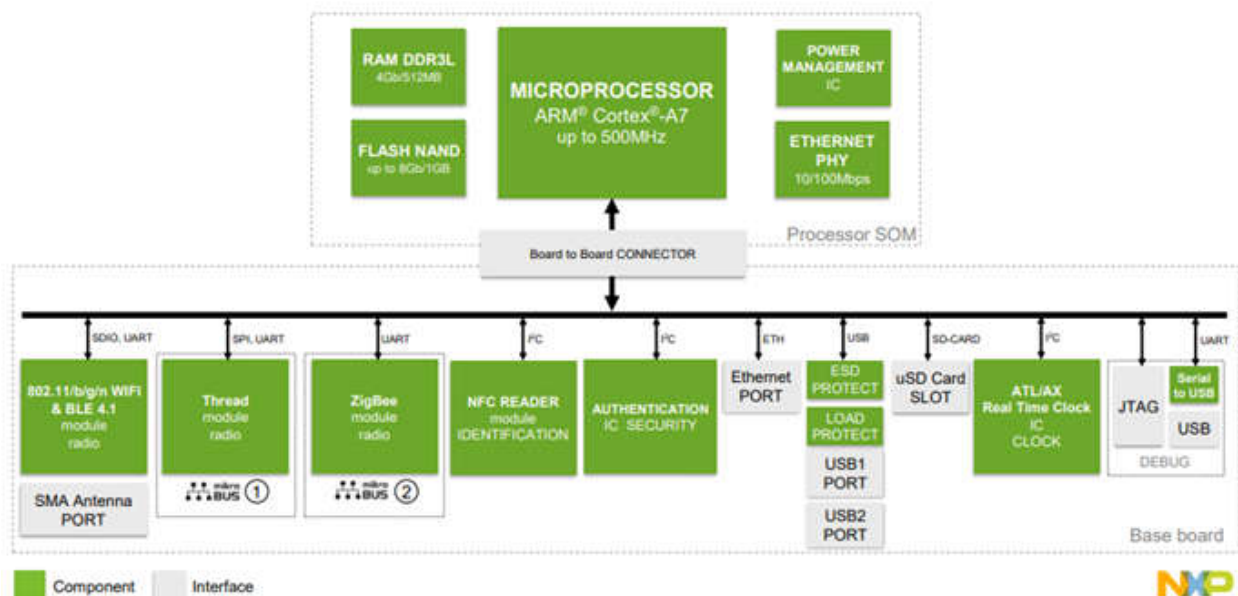 RAM DDR3L
4Gb/512MB
FLASH NAND
up to 8Gb/1GB
MICROPROCESSOR
ARM® Cortex®-A7
up to 500MHz
POWER
MANAGEMENT
IC
ETHERNET
PHY
10/100Mbps
Processor SOM
Board to Board CONNECTOR
SDIO, UART
SPI, UART
UART
I²C
I²C
ETH
USB
SD-CARD
I²C
UART
802.11/b/g/n WIFI
& BLE 4.1
module
radio
SMA Antenna
PORT
Thread
module
radio
mikro
BUS 1
ZigBee
module
radio
mikro
BUS 2
NFC READER
module
IDENTIFICATION
AUTHENTICATION
IC SECURITY
Ethernet
PORT
ESD
PROTECT
LOAD
PROTECT
USB1
PORT
USB2
PORT
uSD Card
SLOT
ATL/AX
Real Time Clock
IC
CLOCK
JTAG
Serial
to USB
USB
DEBUG
Base board
Component
Interface
NXP